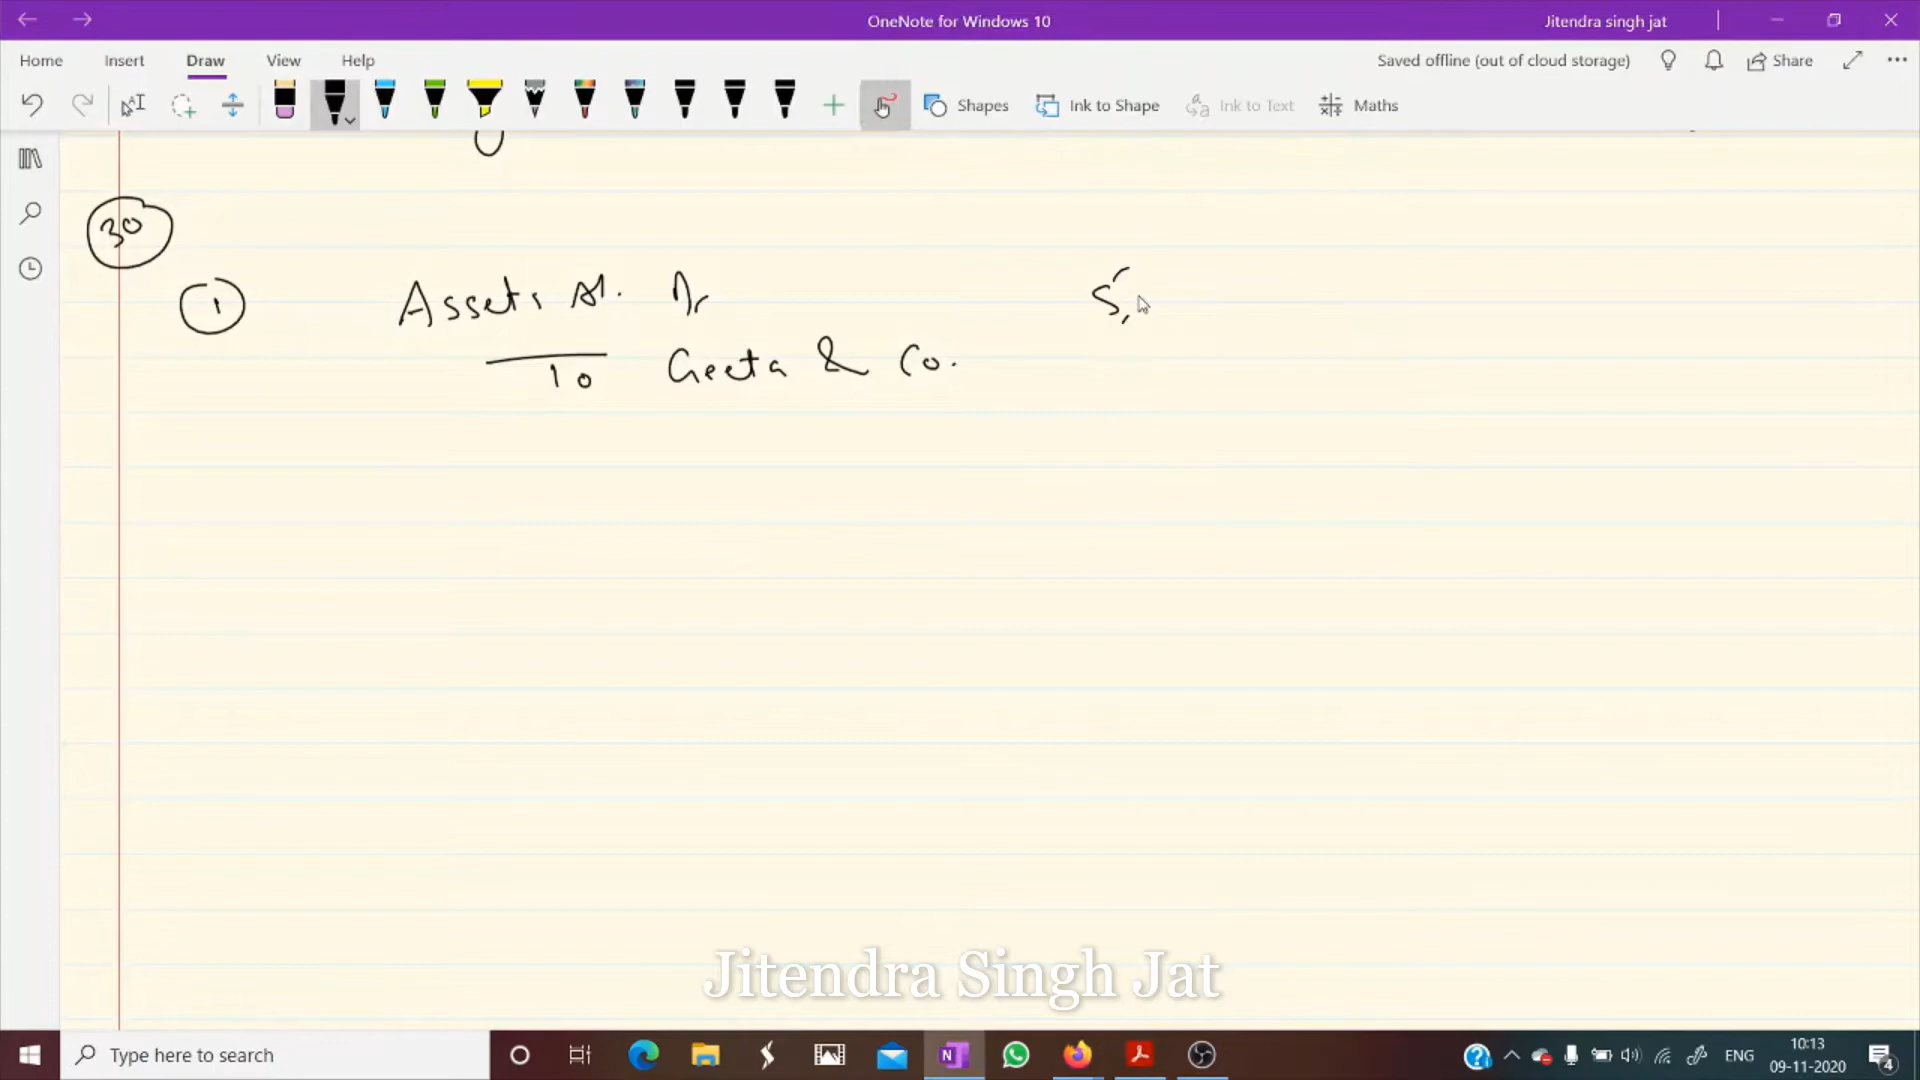 OneNote for Windows 10
Jitendra singh jat
Home Insert Draw View Help
Saved offline (out of cloud storage)
Share
Shapes
Ink to Shape
Ink to Text
Maths
30
1 Assets A/. Dr 5,
To Geeta & Co.
Jitendra Singh Jat
Type here to search
ENG
10:13
09-11-2020
4